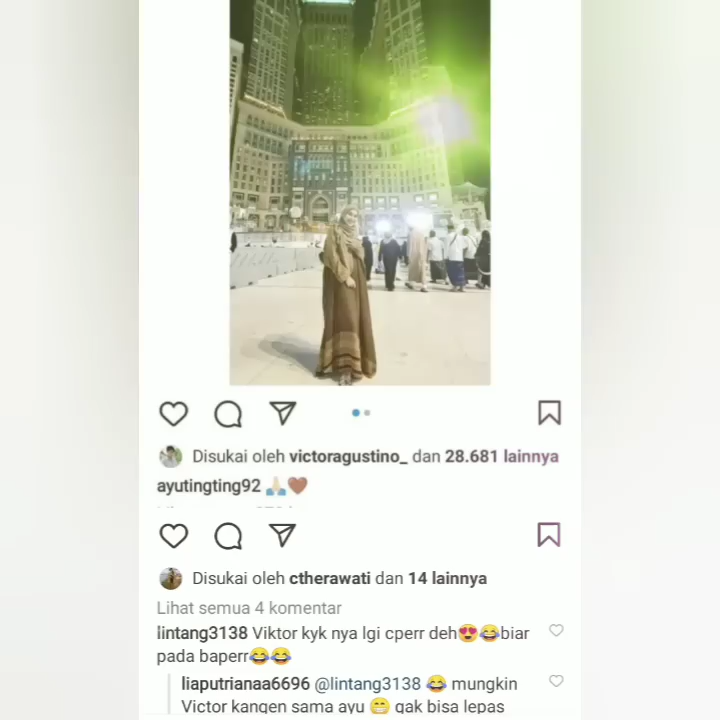 Disukai oleh victoragustino_ dan 28.681 lainnya
ayutingting92 🙏🏻🤎
Disukai oleh ctherawati dan 14 lainnya
Lihat semua 4 komentar
lintang3138 Viktor kyk nya lgi cperr deh😍😂biar
pada baperr😂😂
liaputrianaa6696 @lintang3138 😂 mungkin
Victor kangen sama ayu 😁 gak bisa lepas